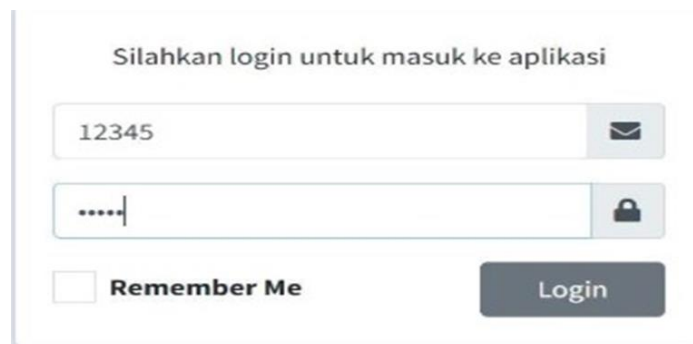 Silahkan login untuk masuk ke aplikasi
12345
•••••
Remember Me
Login